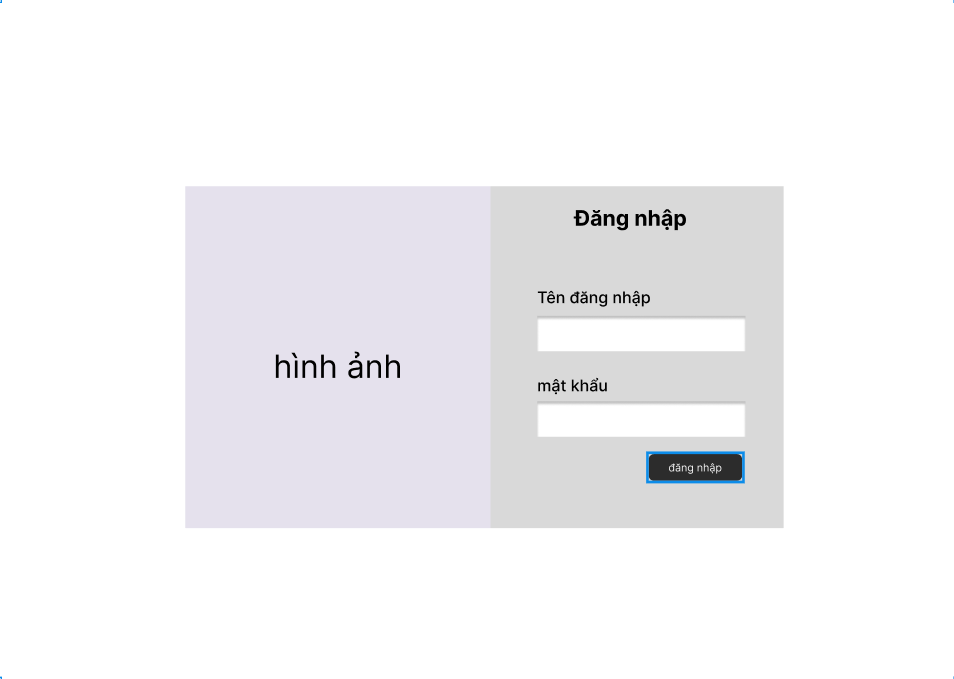 Đăng nhập
Tên đăng nhập
hình ảnh
mật khẩu
đăng nhập